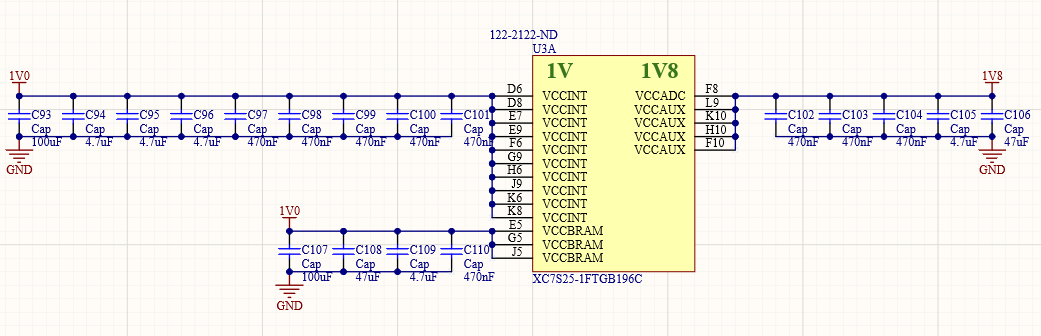 122-2122-ND
U3A
1V 1V8
1V0
C93 Cap 100uF
C94 Cap 4.7uF
C95 Cap 4.7uF
C96 Cap 4.7uF
C97 Cap 470nF
C98 Cap 470nF
C99 Cap 470nF
C100 Cap 470nF
C101 Cap 470nF
GND
D6 VCCINT
D8 VCCINT
E7 VCCINT
E9 VCCINT
F6 VCCINT
G9 VCCINT
H6 VCCINT
J9 VCCINT
K6 VCCINT
K8 VCCINT
E5 VCCBRAM
G5 VCCBRAM
J5 VCCBRAM
VCCADC F8
VCCAUX L9
VCCAUX K10
VCCAUX H10
VCCAUX F10
1V8
C102 Cap 470nF
C103 Cap 470nF
C104 Cap 470nF
C105 Cap 4.7uF
C106 Cap 47uF
GND
1V0
C107 Cap 100uF
C108 Cap 47uF
C109 Cap 4.7uF
C110 Cap 470nF
GND
XC7S25-1FTGB196C